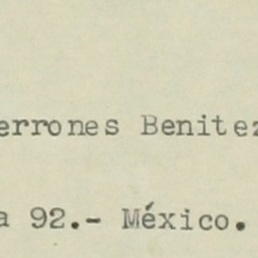 errones Benitez
a 92.- México.